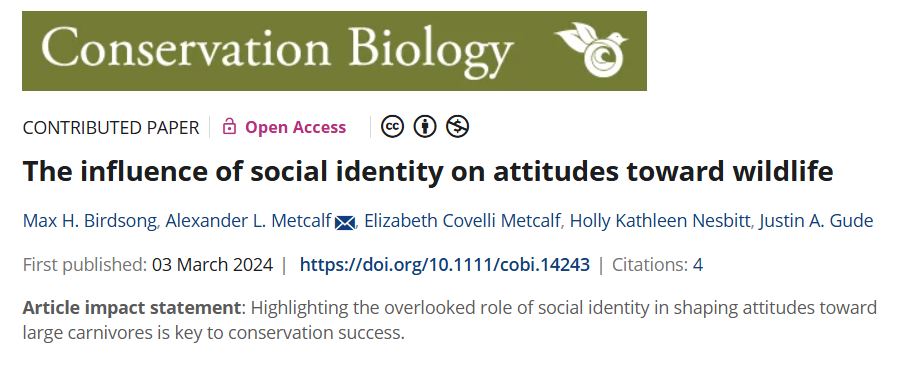 Conservation Biology
CONTRIBUTED PAPER | Open Access | cc
The influence of social identity on attitudes toward wildlife
Max H. Birdsong, Alexander L. Metcalf, Elizabeth Covelli Metcalf, Holly Kathleen Nesbitt, Justin A. Gude
First published: 03 March 2024 | https://doi.org/10.1111/cobi.14243 | Citations: 4
Article impact statement: Highlighting the overlooked role of social identity in shaping attitudes toward
large carnivores is key to conservation success.